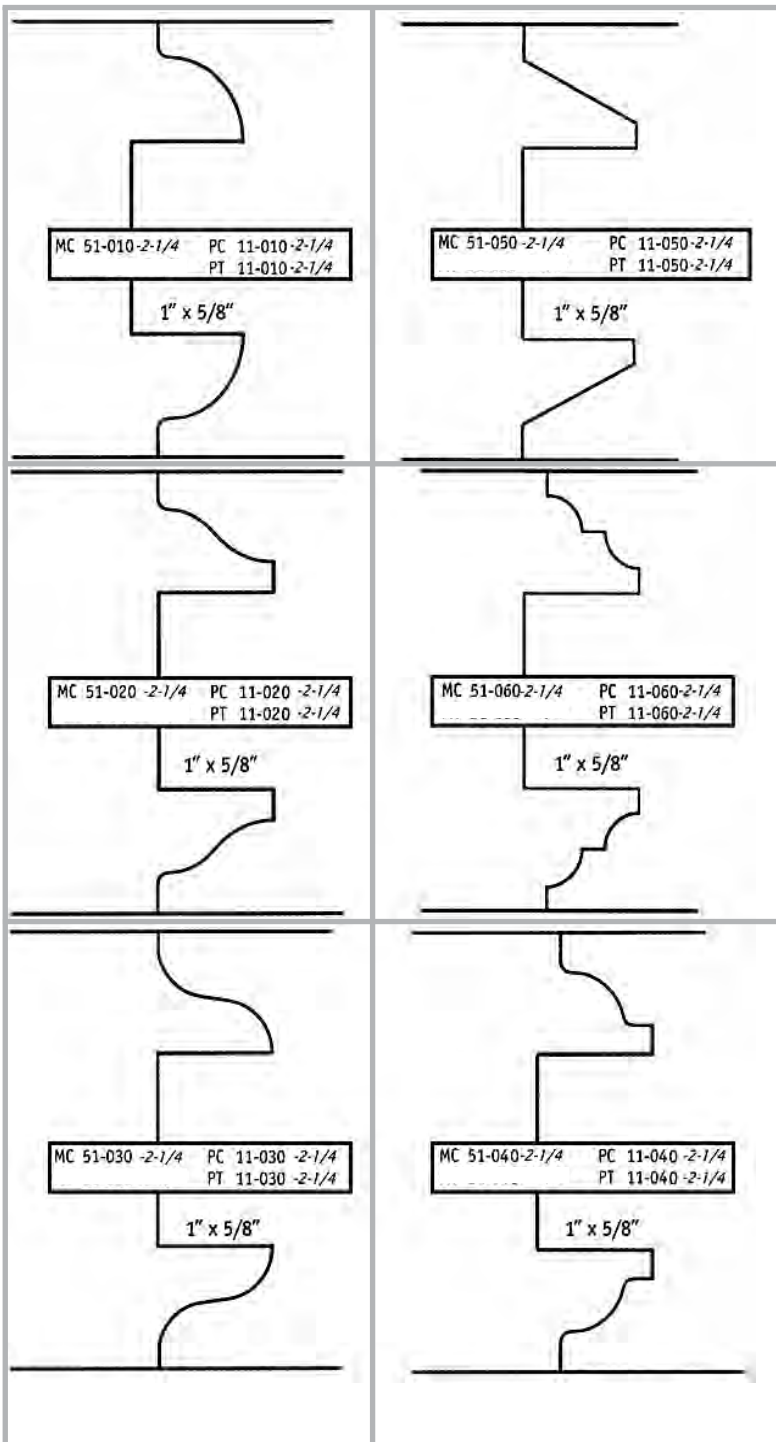 MC 51-010-2-1/4 PC 11-010-2-1/4
PT 11-010-2-1/4
1" x 5/8"
MC 51-050-2-1/4 PC 11-050-2-1/4
PT 11-050-2-1/4
1" x 5/8"
MC 51-020 -2-1/4 PC 11-020 -2-1/4
PT 11-020 -2-1/4
1" x 5/8"
MC 51-060-2-1/4 PC 11-060-2-1/4
PT 11-060-2-1/4
1" x 5/8"
MC 51-030 -2-1/4 PC 11-030 -2-1/4
PT 11-030 -2-1/4
1" x 5/8"
MC 51-040-2-1/4 PC 11-040 -2-1/4
PT 11-040 -2-1/4
1" x 5/8"